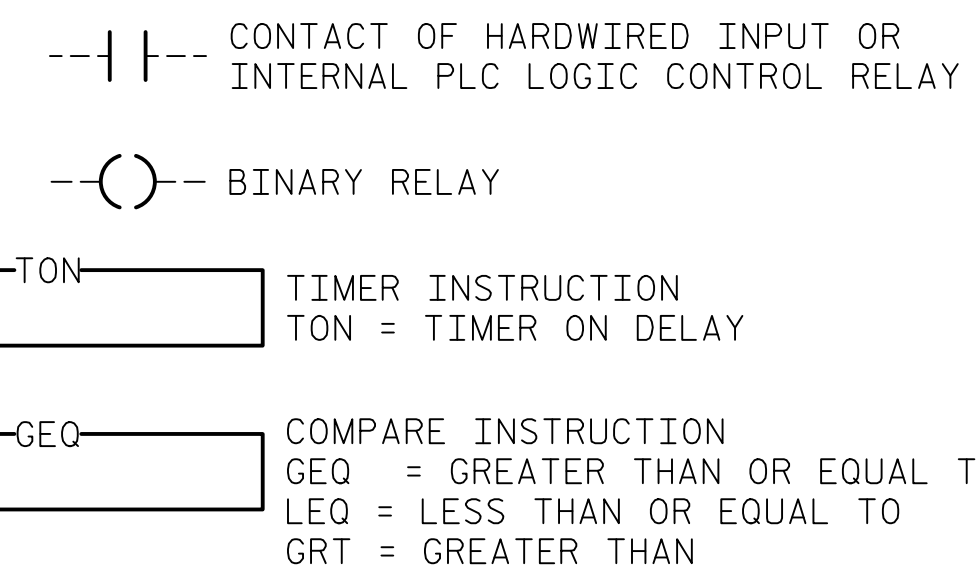 CONTACT OF HARDWIRED INPUT OR
INTERNAL PLC LOGIC CONTROL RELAY
BINARY RELAY
TON
TIMER INSTRUCTION
TON = TIMER ON DELAY
GEQ
COMPARE INSTRUCTION
GEQ = GREATER THAN OR EQUAL T
LEQ = LESS THAN OR EQUAL TO
GRT = GREATER THAN